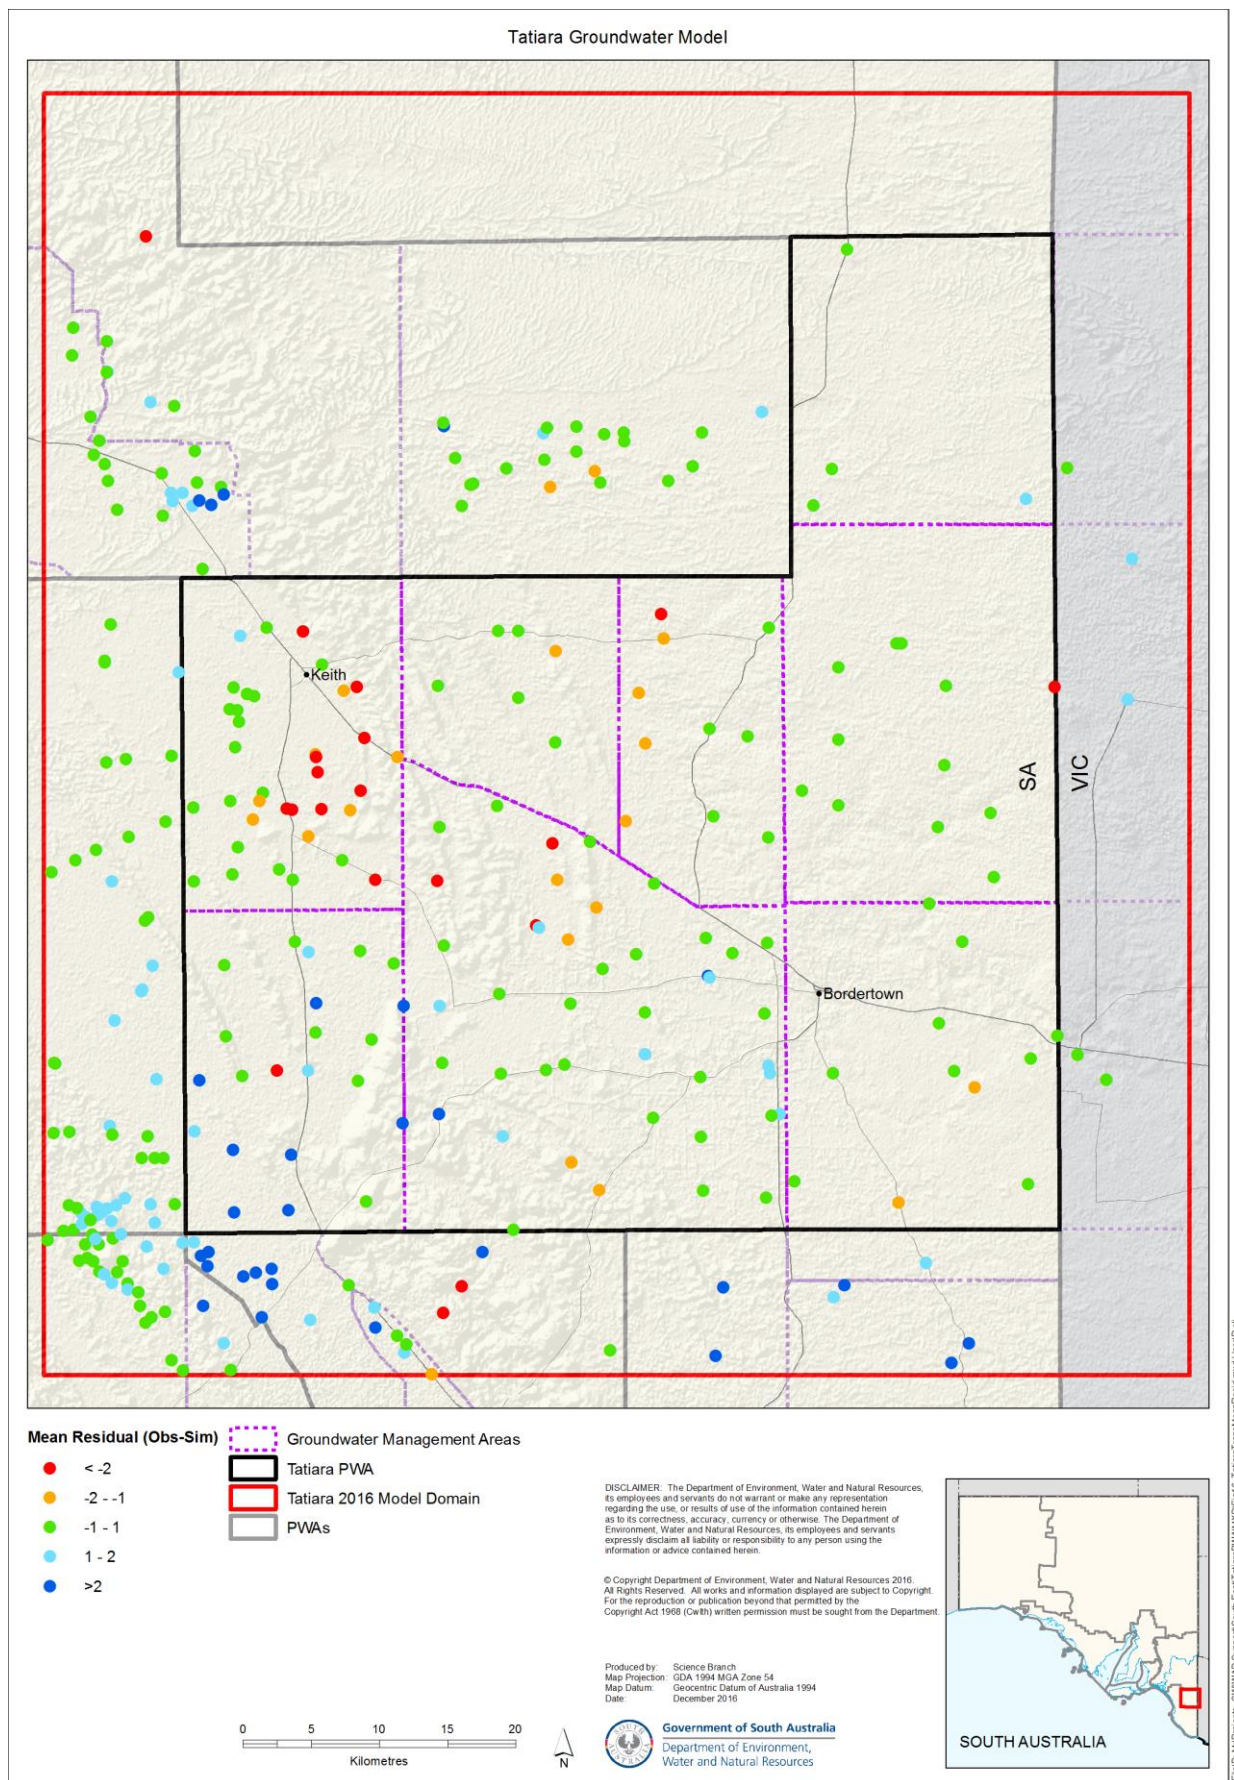 Tatiara Groundwater Model
Keith
SA
VIC
Bordertown
Mean Residual (Obs-Sim)
< -2
-2 - -1
-1 - 1
1 - 2
>2
Groundwater Management Areas
Tatiara PWA
Tatiara 2016 Model Domain
PWAs
DISCLAIMER: The Department of Environment, Water and Natural Resources,
its employees and servants do not warrant or make any representation
regarding the use, or results of use of the information contained herein
as to its correctness, accuracy, currency or otherwise. The Department of
Environment, Water and Natural Resources, its employees and servants
expressly disclaim all liability or responsibility to any person using the
information or advice contained herein.
© Copyright Department of Environment, Water and Natural Resources 2016.
All Rights Reserved. All works and information displayed are subject to Copyright.
For the reproduction or publication beyond that permitted by the
Copyright Act 1968 (Cwlth) written permission must be sought from the Department.
Produced by: Science Branch
Map Projection: GDA 1994 MGA Zone 54
Map Datum: Geocentric Datum of Australia 1994
Date: December 2016
0 5 10 15 20
Kilometres
N
SOUTH AUSTRALIA
Government of South Australia
Department of Environment,
Water and Natural Resources
SOUTH AUSTRALIA